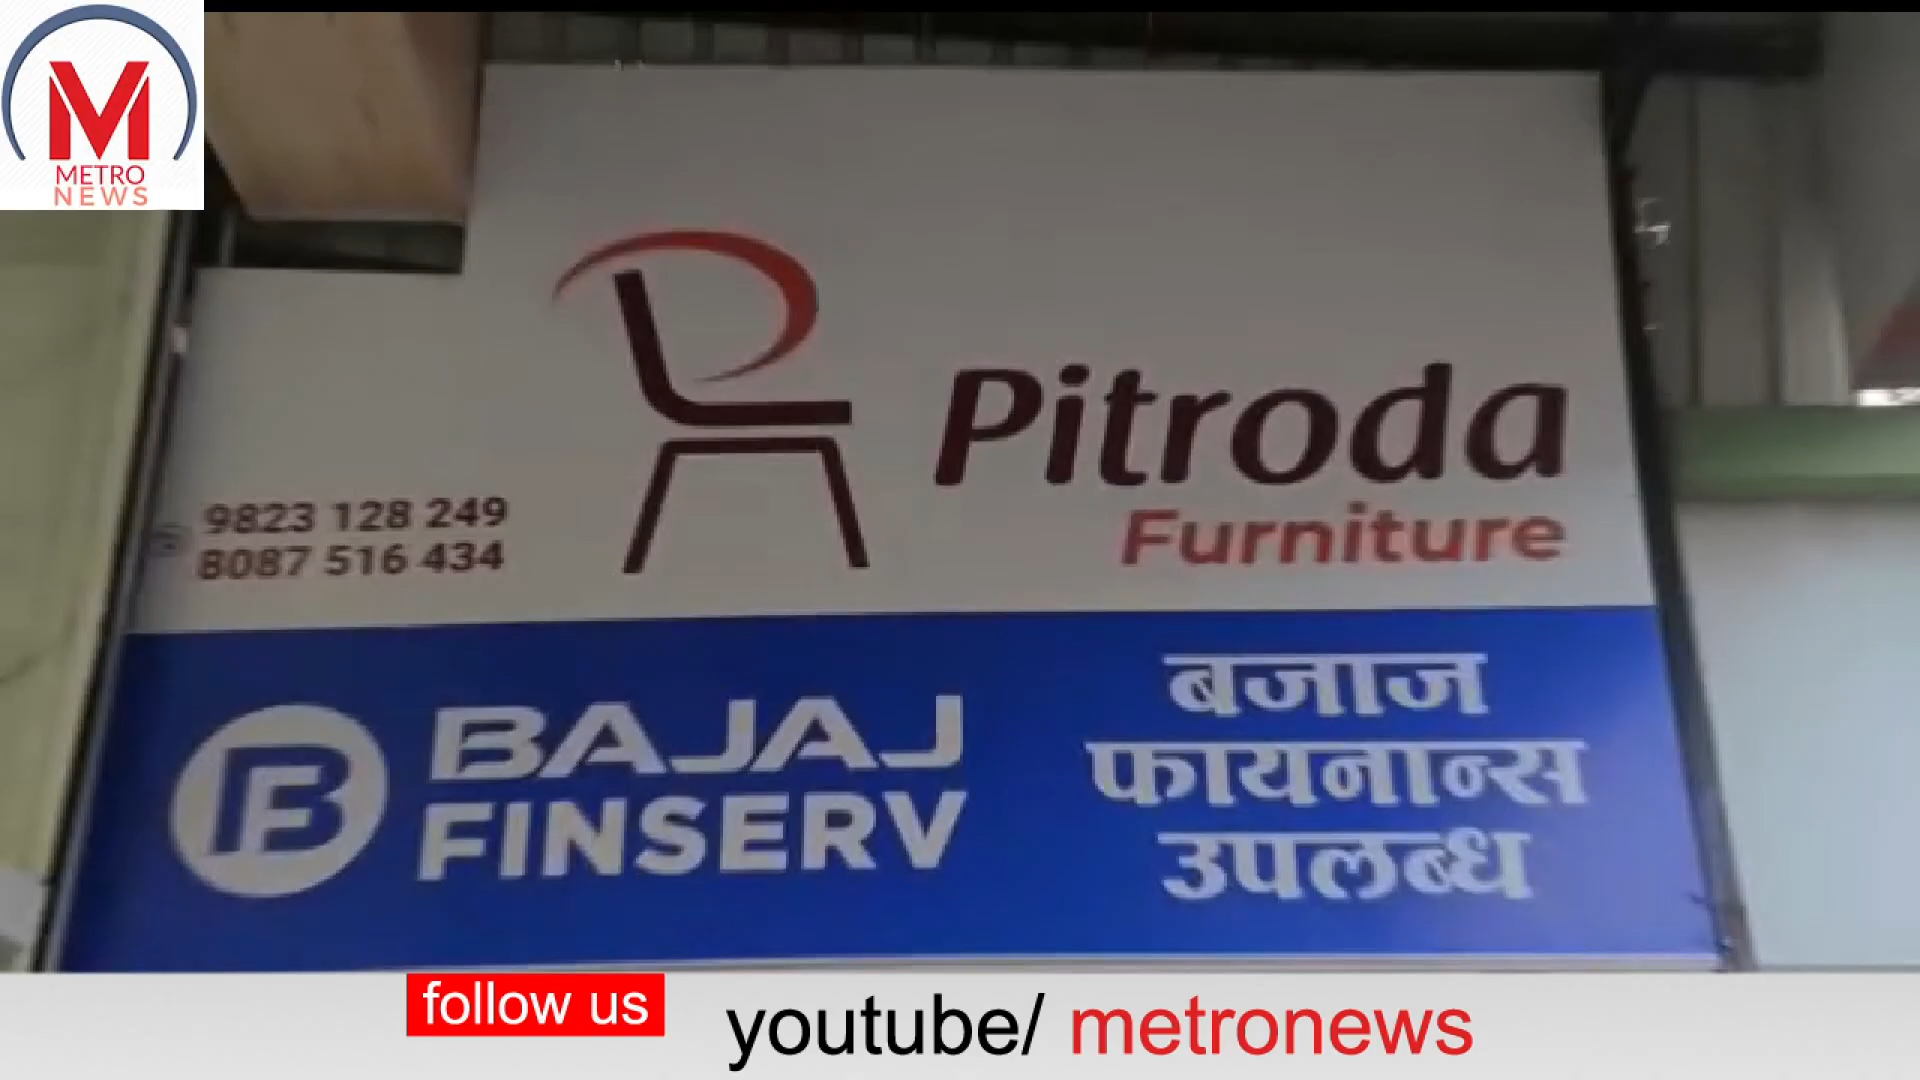 M
METRO
NEWS
Pitroda
Furniture
9823 128 249
8087 516 434
BAJAJ
FINSERV
बजाज
फायनान्स
उपलब्ध
follow us
youtube/ metronews